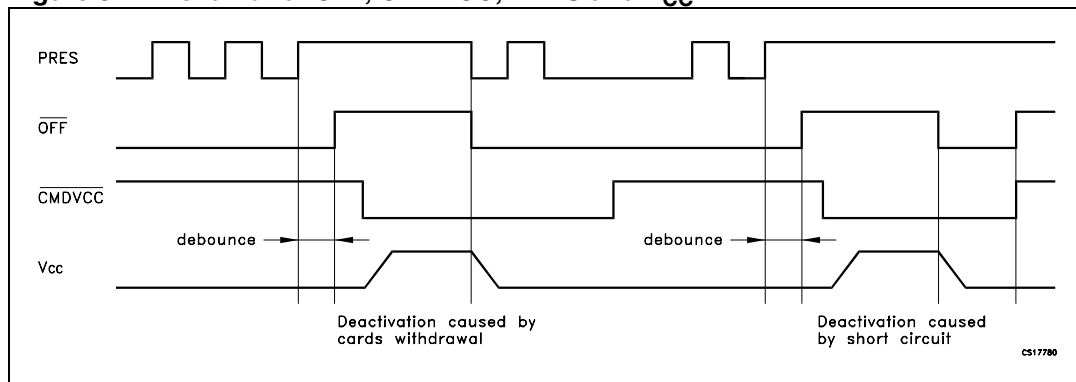 PRES
OFF
CMDVCC
debounce
debounce
Vcc
Deactivation caused by
cards withdrawal
Deactivation caused
by short circuit
CS17780